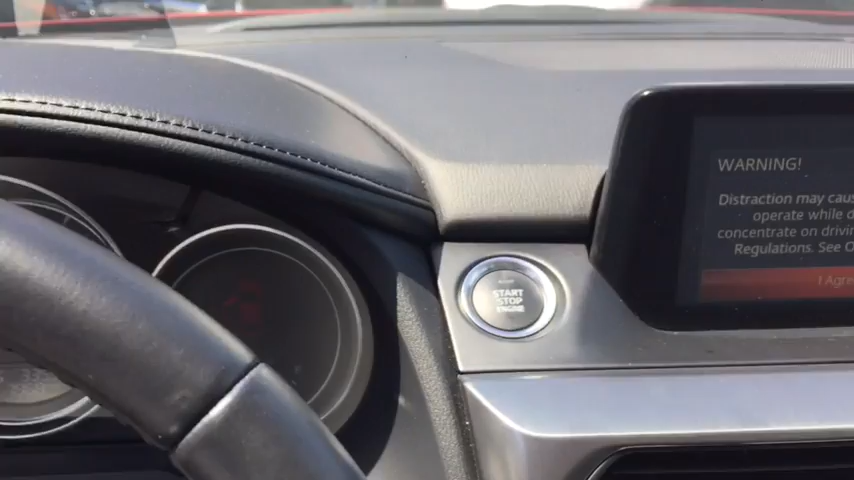 START
STOP
ENGINE
WARNING!
Distraction may caus
operate while d
concentrate on drivin
Regulations. See O
I Agre